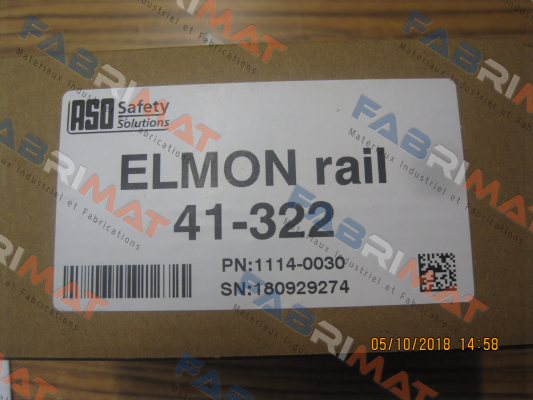 ASO Safety
Solutions
ELMON rail
41-322
PN:1114-0030
SN:180929274
05/10/2018 14:58
FABRIMAT
Materiaux Industriel et Fabrications